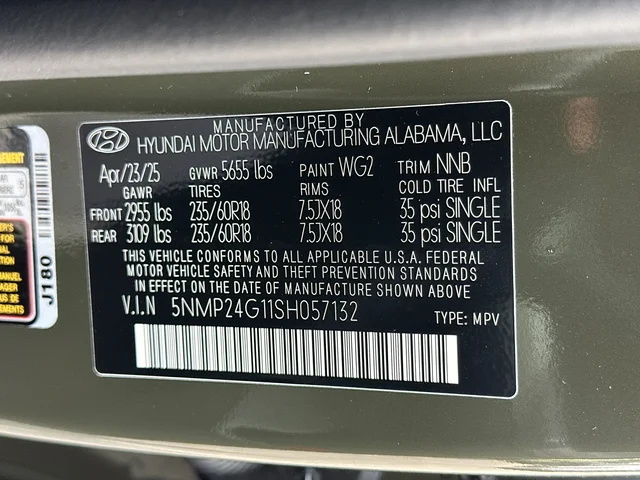 MANUFACTURED BY
HYUNDAI MOTOR MANUFACTURING ALABAMA, LLC
Apr/23/25 GVWR 5655 lbs PAINT WG2 TRIM NNB
GAWR TIRES RIMS COLD TIRE INFL
FRONT 2955 lbs 235/60R18 7.5JX18 35 psi SINGLE
REAR 3109 lbs 235/60R18 7.5JX18 35 psi SINGLE
THIS VEHICLE CONFORMS TO ALL APPLICABLE U.S.A. FEDERAL
MOTOR VEHICLE SAFETY AND THEFT PREVENTION STANDARDS IN
EFFECT ON THE DATE OF MANUFACTURE SHOWN ABOVE.
V.I.N 5NMP24G11SH057132 TYPE: MPV
J180